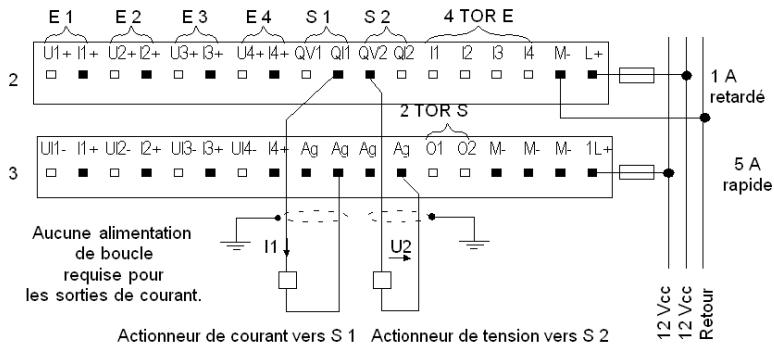 E 1 E 2 E 3 E 4 S 1 S 2 4 TOR E
U1+ I1+ U2+ I2+ U3+ I3+ U4+ I4+ QV1 QI1 QV2 QI2 I1 I2 I3 I4 M- L+
2
1 A
retardé
2 TOR S
UI1- I1+ UI2- I2+ UI3- I3+ UI4- I4+ Ag Ag Ag Ag O1 O2 M- M- M- 1L+
3
5 A
rapide
Aucune alimentation
de boucle
requise pour
les sorties de courant.
I1
U2
Actionneur de courant vers S 1
Actionneur de tension vers S 2
12 Vcc
12 Vcc
Retour